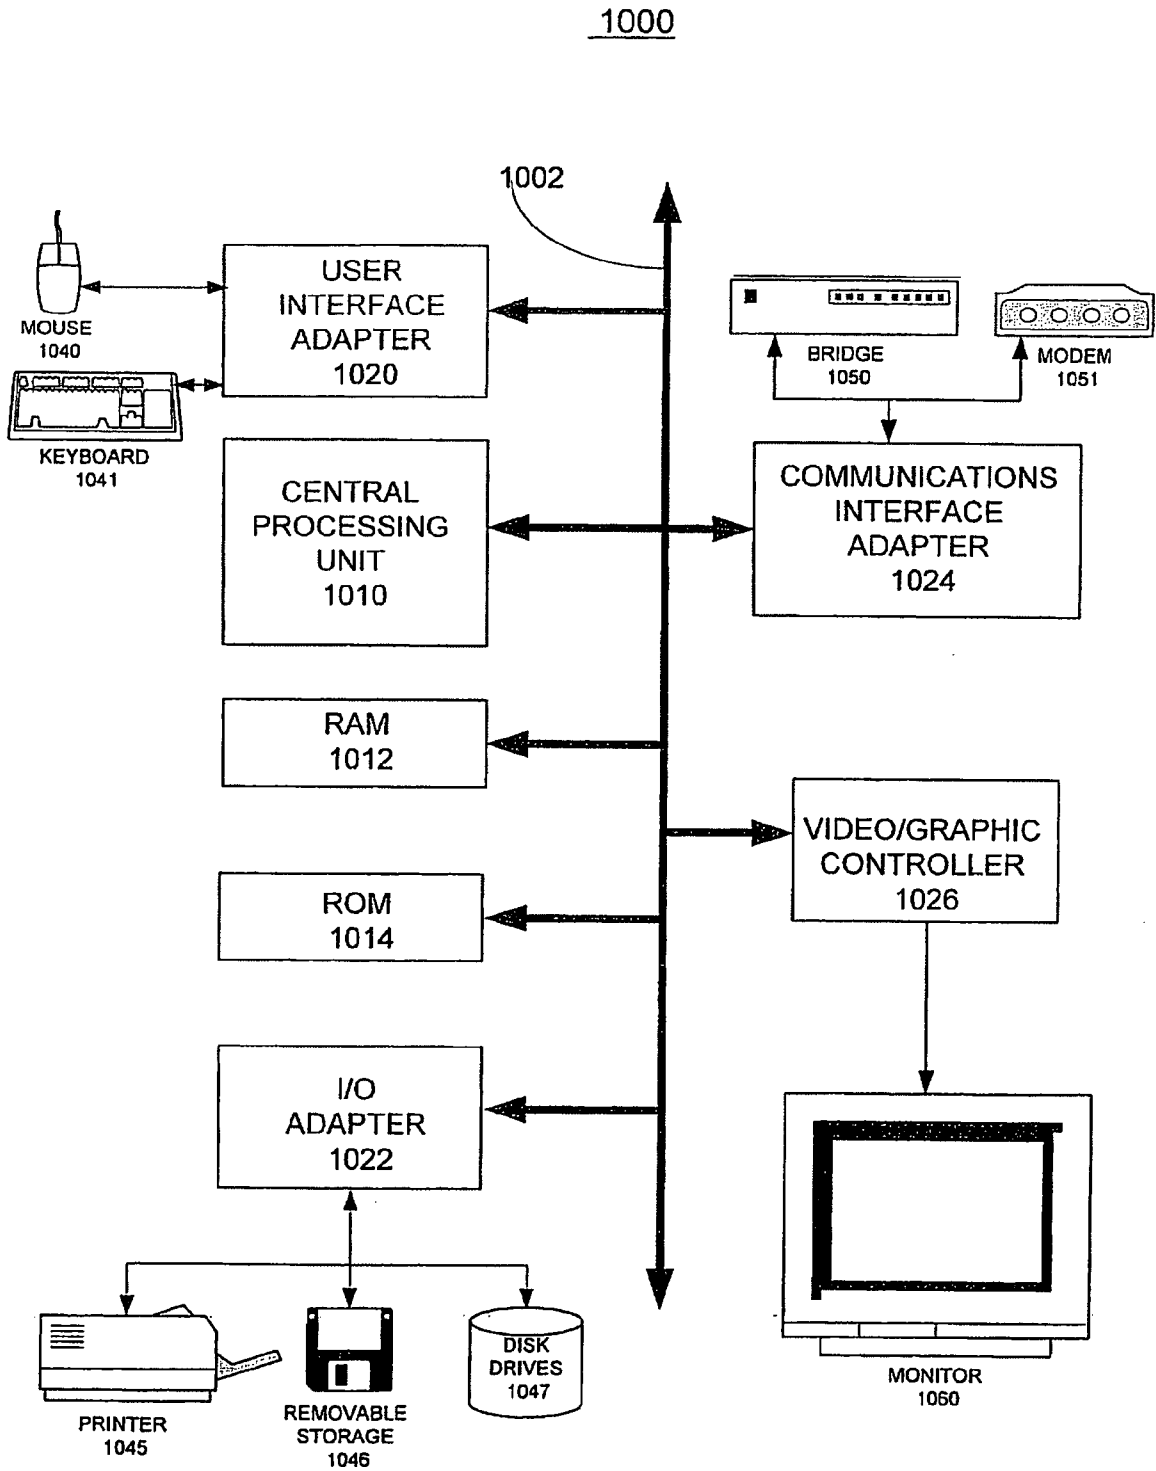 1000
1002
MOUSE
1040
USER
INTERFACE
ADAPTER
1020
BRIDGE
1050
MODEM
1051
KEYBOARD
1041
CENTRAL
PROCESSING
UNIT
1010
COMMUNICATIONS
INTERFACE
ADAPTER
1024
RAM
1012
VIDEO/GRAPHIC
CONTROLLER
1026
ROM
1014
I/O
ADAPTER
1022
DISK
DRIVES
1047
MONITOR
1060
PRINTER
1045
REMOVABLE
STORAGE
1046